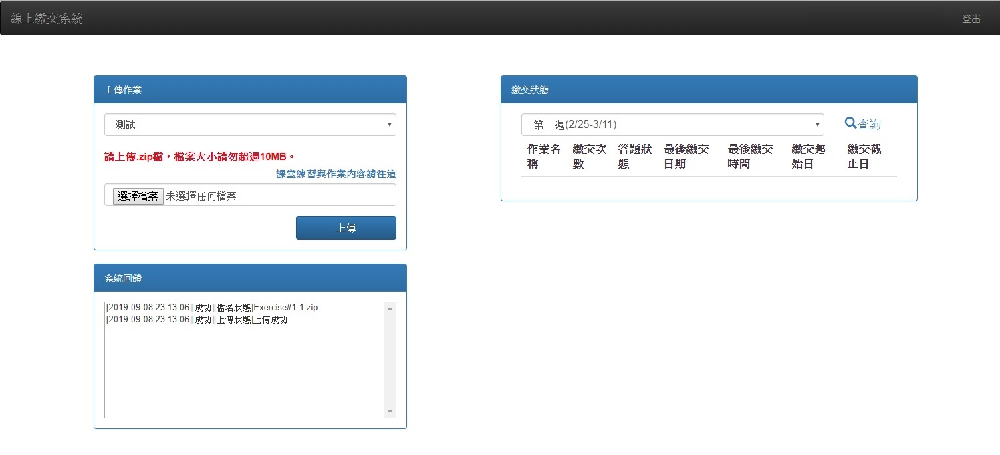 線上繳交系統
登出
上傳作業
測試
請上傳.zip檔，檔案大小請勿超過10MB。
課堂練習與作業內容請往這
選擇檔案 未選擇任何檔案
上傳
系統回饋
[2019-09-08 23:13:06][成功][檔名狀態]Exercise#1-1.zip
[2019-09-08 23:13:06][成功][上傳狀態]上傳成功
繳交狀態
第一週(2/25-3/11)
查詢
作業名稱 繳交次數 答題狀態 最後繳交日期 最後繳交時間 繳交起始日 繳交截止日